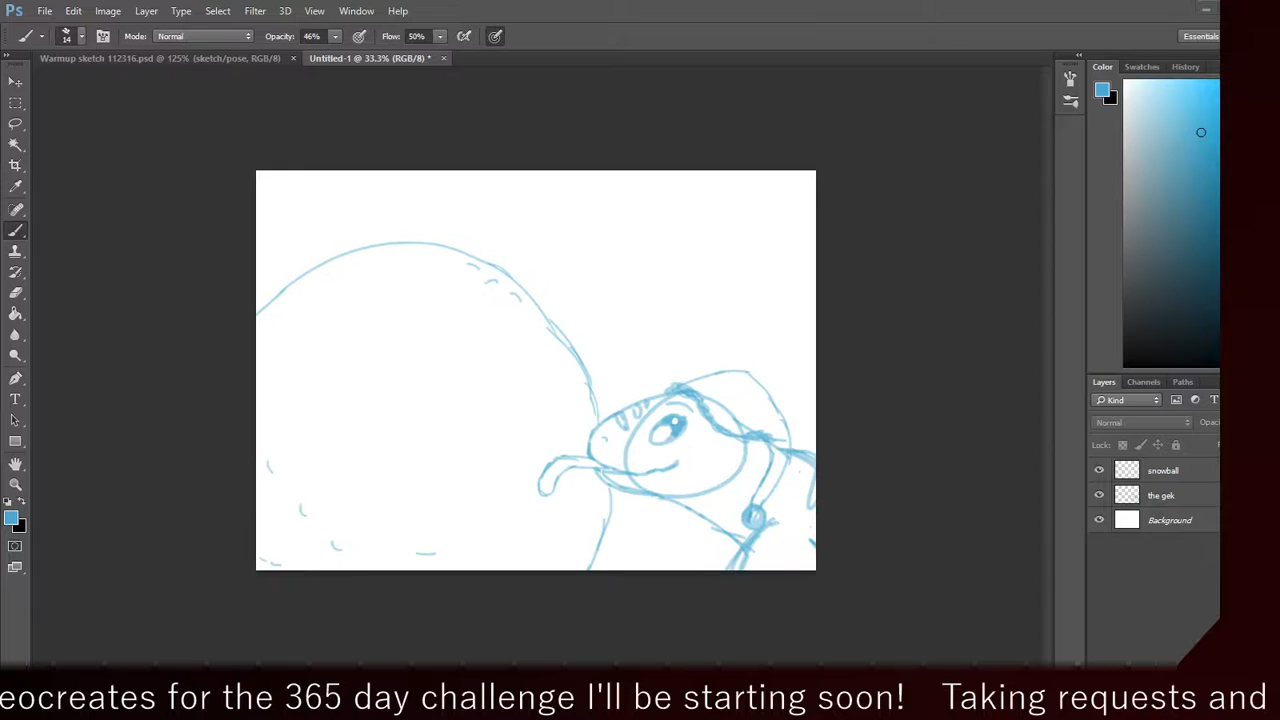 Ps File Edit Image Layer Type Select Filter 3D View Window Help
14 Mode: Normal Opacity: 46% Flow: 50% Essentials
Warmup sketch 112316.psd @ 125% (sketch/pose, RGB/8) × Untitled-1 @ 33.3% (RGB/8) * ×
Color Swatches History
Layers Channels Paths
Kind
Normal Opac
Lock:
snowball
the gek
Background
eocreates for the 365 day challenge I'll be starting soon! Taking requests and